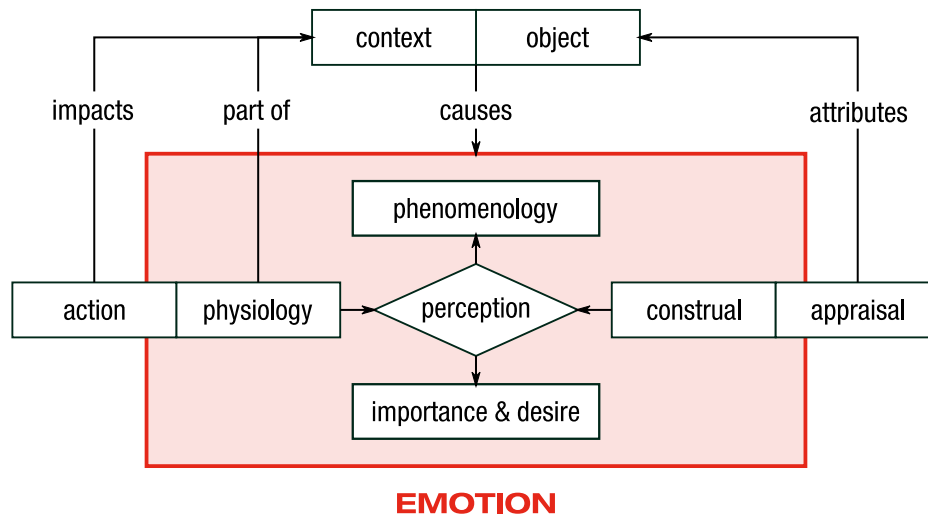 context object
impacts part of causes attributes
phenomenology
action physiology perception construal appraisal
importance & desire
EMOTION